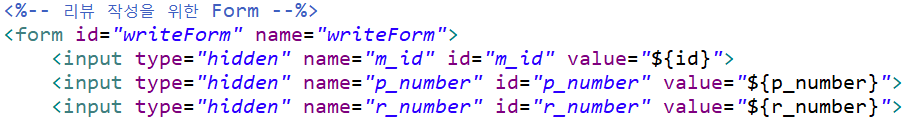 <%-- 리뷰 작성을 위한 Form --%>
<form id="writeForm" name="writeForm">
<input type="hidden" name="m_id" id="m_id" value="${id}">
<input type="hidden" name="p_number" id="p_number" value="${p_number}">
<input type="hidden" name="r_number" id="r_number" value="${r_number}">